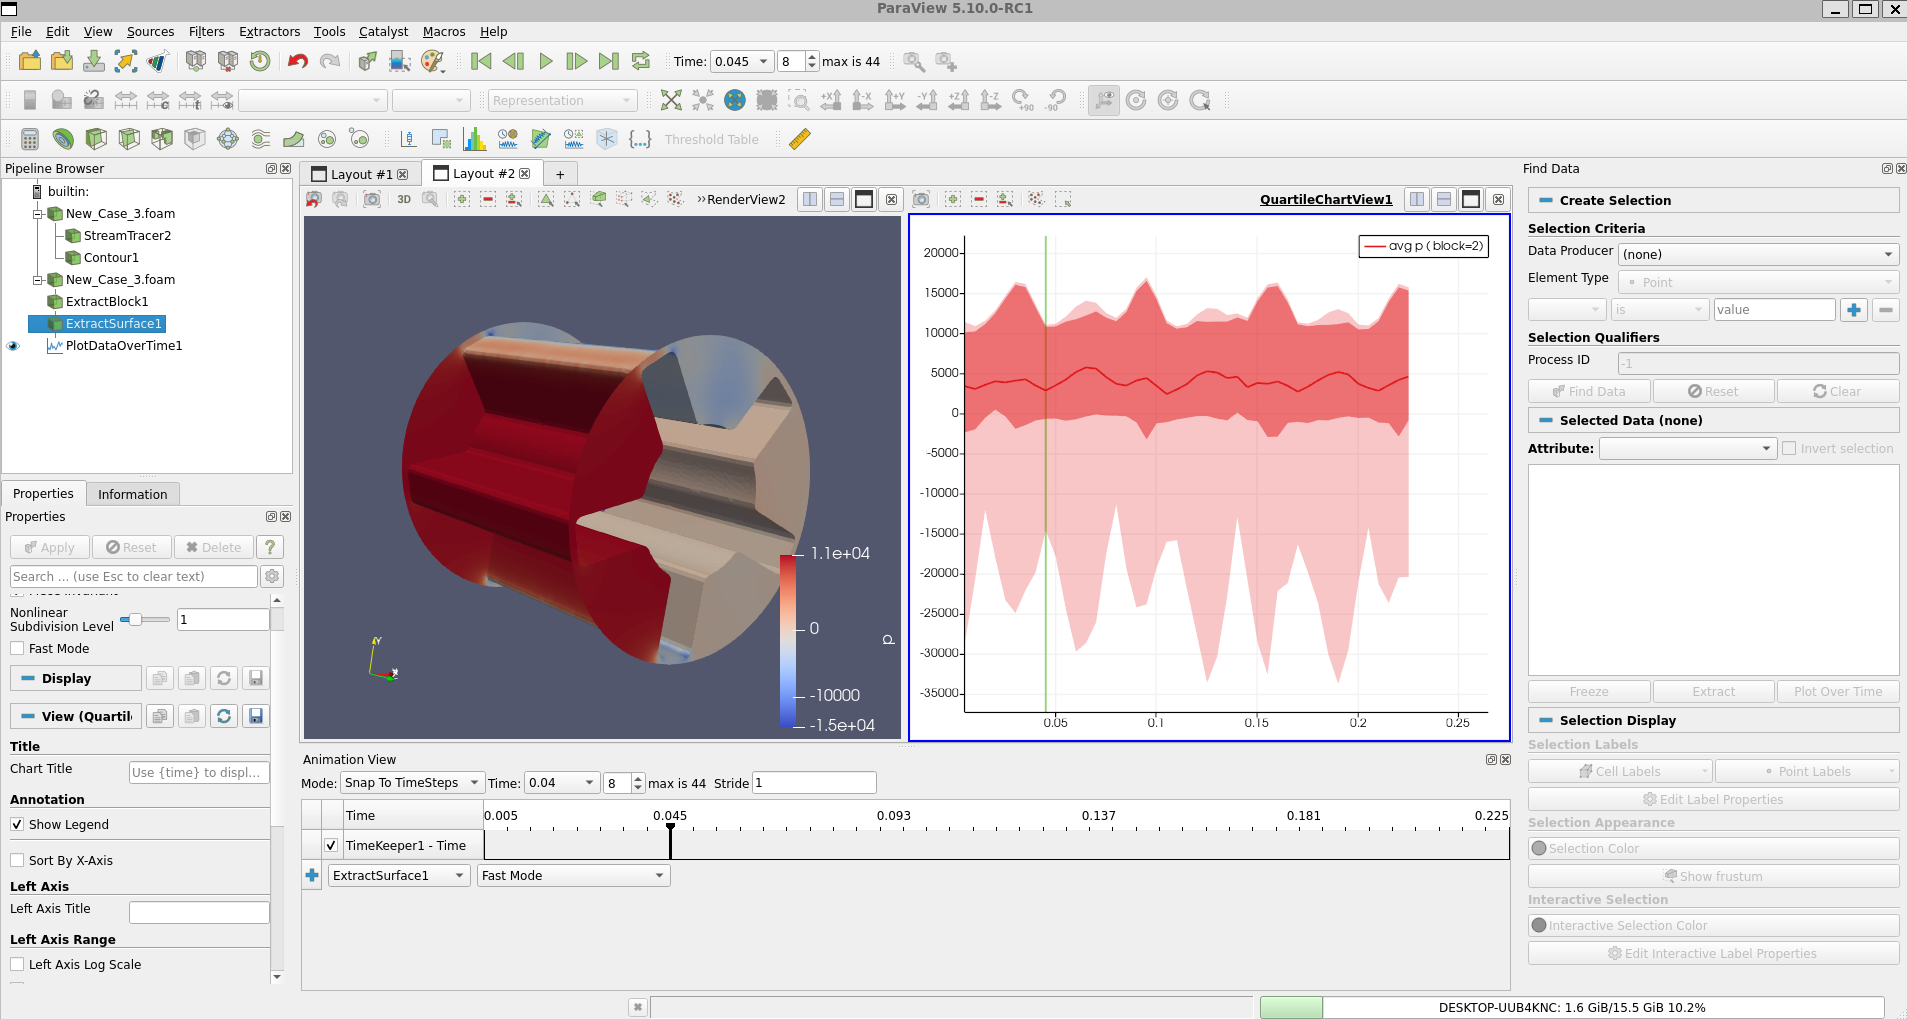 ParaView 5.10.0-RC1
File Edit View Sources Filters Extractors Tools Catalyst Macros Help
Time: 0.045 8 max is 44
Representation
+X -X +Y -Y +Z -Z +90 -90
Threshold Table
Pipeline Browser
builtin:
New_Case_3.foam
StreamTracer2
Contour1
New_Case_3.foam
ExtractBlock1
ExtractSurface1
PlotDataOverTime1
Properties Information
Properties
Apply Reset Delete ?
Search ... (use Esc to clear text)
Nonlinear
Subdivision Level 1
Fast Mode
Display
View (Quartil
Title
Chart Title Use {time} to displ...
Annotation
Show Legend
Sort By X-Axis
Left Axis
Left Axis Title
Left Axis Range
Left Axis Log Scale
Layout #1 Layout #2 +
3D »RenderView2
QuartileChartView1
1.1e+04
0
-10000
-1.5e+04
p
Y
avg p ( block=2)
20000
15000
10000
5000
0
-5000
-10000
-15000
-20000
-25000
-30000
-35000
0.05 0.1 0.15 0.2 0.25
Animation View
Mode: Snap To TimeSteps Time: 0.04 8 max is 44 Stride 1
Time 0.005 0.045 0.093 0.137 0.181 0.225
TimeKeeper1 - Time
ExtractSurface1 Fast Mode
Find Data
Create Selection
Selection Criteria
Data Producer (none)
Element Type Point
is value
Selection Qualifiers
Process ID -1
Find Data Reset Clear
Selected Data (none)
Attribute: Invert selection
Freeze Extract Plot Over Time
Selection Display
Selection Labels
Cell Labels Point Labels
Edit Label Properties
Selection Appearance
Selection Color
Show frustum
Interactive Selection
Interactive Selection Color
Edit Interactive Label Properties
DESKTOP-UUB4KNC: 1.6 GiB/15.5 GiB 10.2%